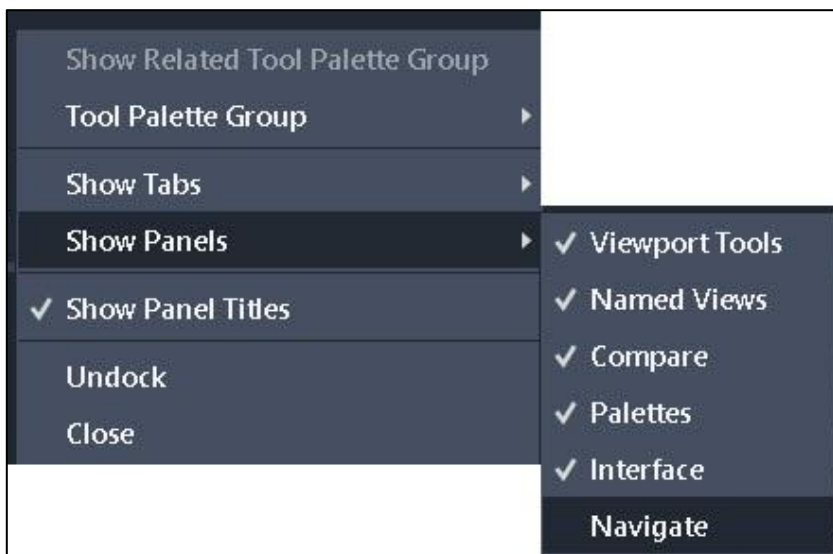 Show Related Tool Palette Group
Tool Palette Group
Show Tabs
Show Panels
Show Panel Titles
Undock
Close
Viewport Tools
Named Views
Compare
Palettes
Interface
Navigate